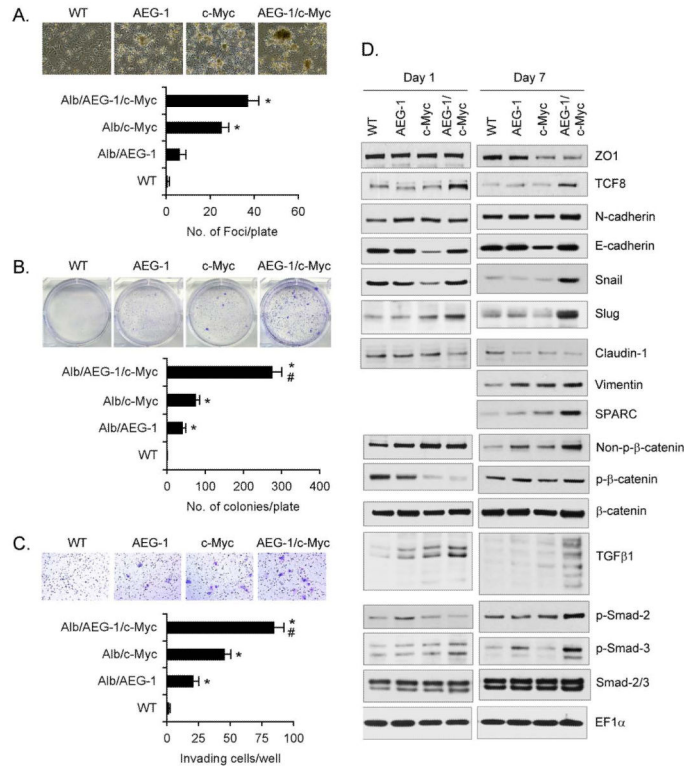 A.
WT AEG-1 c-Myc AEG-1/c-Myc
Alb/AEG-1/c-Myc *
Alb/c-Myc *
Alb/AEG-1
WT
0 20 40 60
No. of Foci/plate
B.
WT AEG-1 c-Myc AEG-1/c-Myc
Alb/AEG-1/c-Myc *
#
Alb/c-Myc *
Alb/AEG-1 *
WT
0 100 200 300 400
No. of colonies/plate
C.
WT AEG-1 c-Myc AEG-1/c-Myc
Alb/AEG-1/c-Myc *
#
Alb/c-Myc *
Alb/AEG-1 *
WT
0 25 50 75 100
Invading cells/well
D.
Day 1 Day 7
WT AEG-1 c-Myc AEG-1/c-Myc WT AEG-1 c-Myc AEG-1/c-Myc
ZO1
TCF8
N-cadherin
E-cadherin
Snail
Slug
Claudin-1
Vimentin
SPARC
Non-p-β-catenin
p-β-catenin
β-catenin
TGFβ1
p-Smad-2
p-Smad-3
Smad-2/3
EF1α